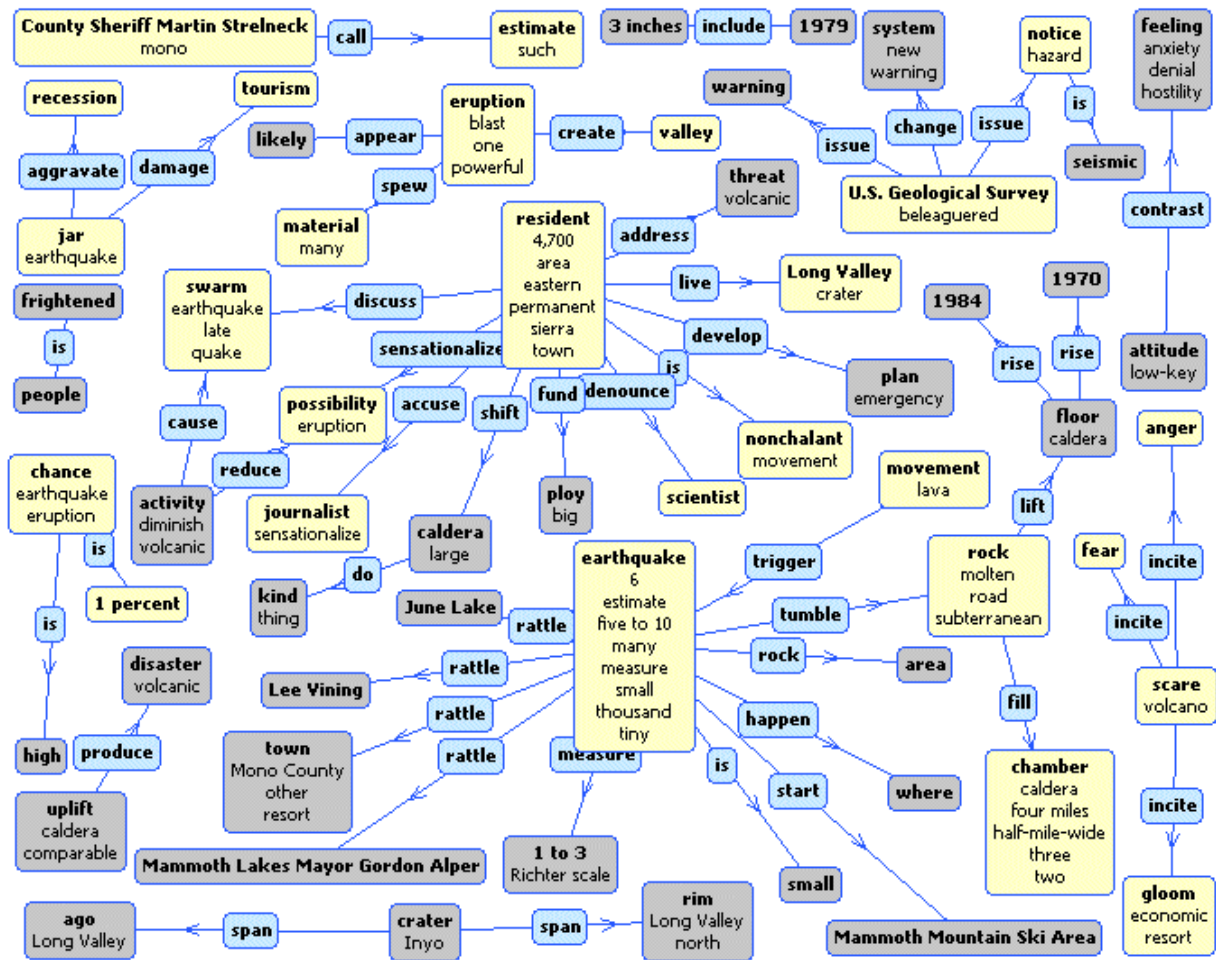 County Sheriff Martin Strelneck
mono
call
estimate
such
3 inches
include
1979
system
new
warning
notice
hazard
feeling
anxiety
denial
hostility
recession
tourism
eruption
blast
one
powerful
likely
appear
create
valley
warning
is
change
issue
issue
seismic
aggravate
damage
spew
threat
volcanic
U.S. Geological Survey
beleaguered
contrast
jar
earthquake
material
many
resident
4,700
area
eastern
permanent
sierra
town
address
live
Long Valley
crater
1970
1984
frightened
is
people
swarm
earthquake
late
quake
discuss
sensationalize
develop
is
rise
rise
attitude
low-key
plan
emergency
fund
denounce
possibility
eruption
accuse
shift
cause
floor
caldera
anger
nonchalant
movement
movement
lava
reduce
chance
earthquake
eruption
activity
diminish
volcanic
journalist
sensationalize
ploy
big
scientist
caldera
large
lift
is
1 percent
do
kind
thing
earthquake
6
estimate
five to 10
many
measure
small
thousand
tiny
trigger
rock
molten
road
subterranean
fear
incite
incite
June Lake
rattle
tumble
is
rock
area
disaster
volcanic
Lee Vining
rattle
scare
volcano
rattle
happen
fill
high
produce
town
Mono County
other
resort
rattle
measure
is
start
where
chamber
caldera
four miles
half-mile-wide
three
two
incite
uplift
caldera
comparable
Mammoth Lakes Mayor Gordon Alper
1 to 3
Richter scale
small
gloom
economic
resort
ago
Long Valley
span
crater
Inyo
span
rim
Long Valley
north
Mammoth Mountain Ski Area